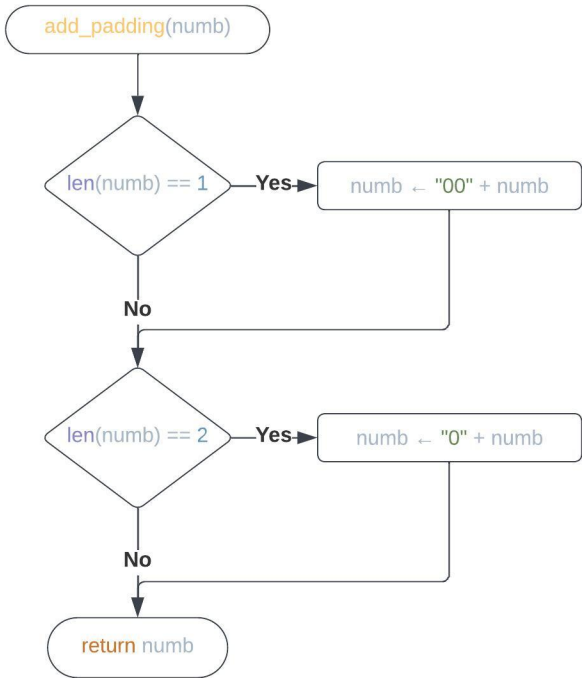 add_padding(numb)
len(numb) == 1
Yes
numb ← "00" + numb
No
len(numb) == 2
Yes
numb ← "0" + numb
No
return numb